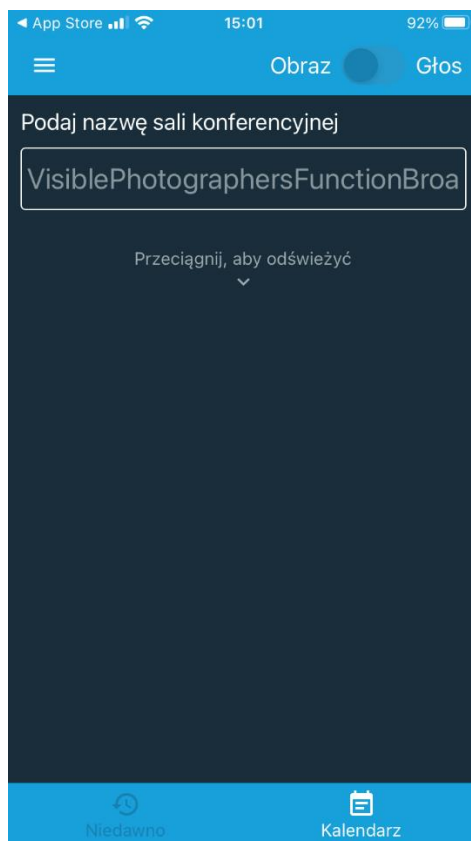 App Store 15:01 92%
Obraz Głos
Podaj nazwę sali konferencyjnej
VisiblePhotographersFunctionBroa
Przeciągnij, aby odświeżyć
Niedawno Kalendarz